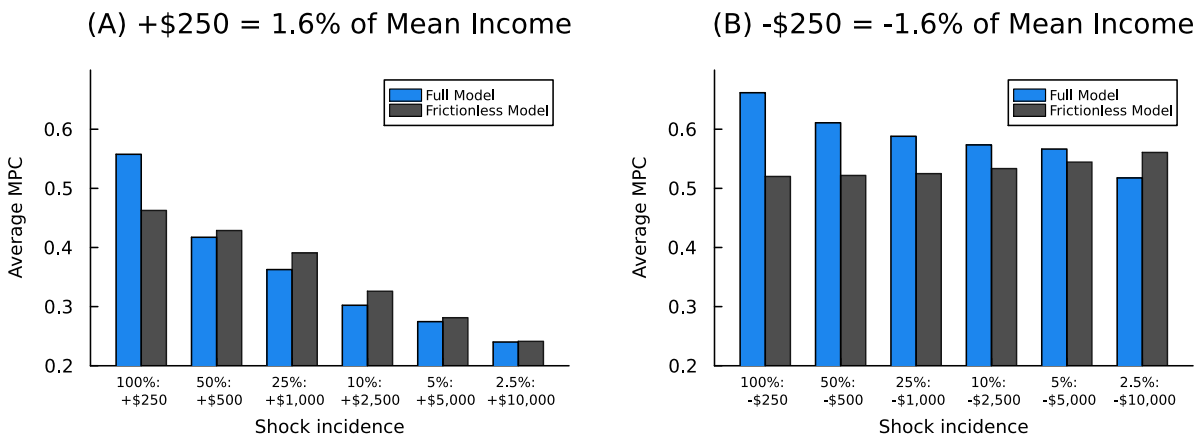 (A) +$250 = 1.6% of Mean Income
Full Model
Frictionless Model
0.6
0.5
0.4
0.3
0.2
Average MPC
100%: 50%: 25%: 10%: 5%: 2.5%:
+$250 +$500 +$1,000 +$2,500 +$5,000 +$10,000
Shock incidence
(B) -$250 = -1.6% of Mean Income
Full Model
Frictionless Model
0.6
0.5
0.4
0.3
0.2
Average MPC
100%: 50%: 25%: 10%: 5%: 2.5%:
-$250 -$500 -$1,000 -$2,500 -$5,000 -$10,000
Shock incidence